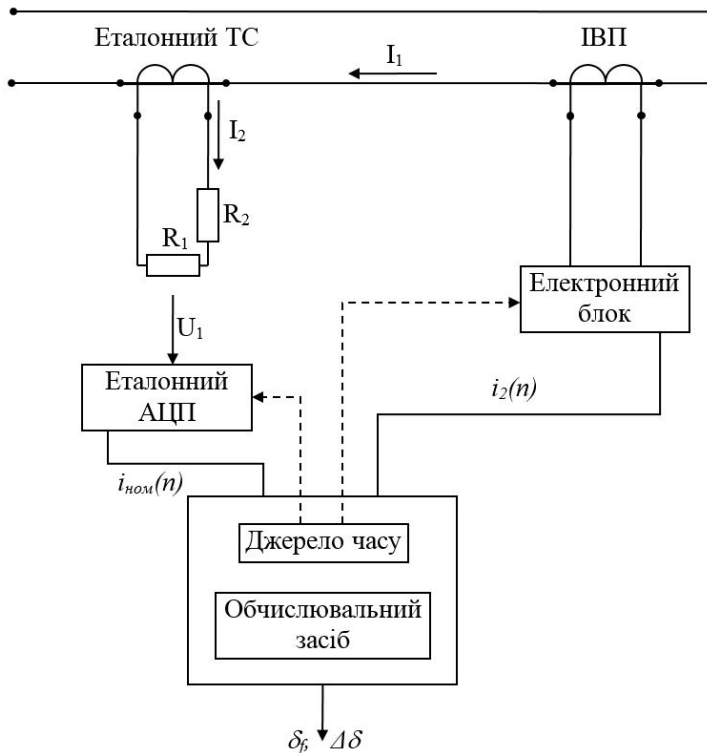 Еталонний ТС
ІВП
I₁
I₂
R₂
R₁
Електронний
блок
U₁
Еталонний
АЦП
i₂(n)
iном(n)
Джерело часу
Обчислювальний
засіб
δf, Δδ